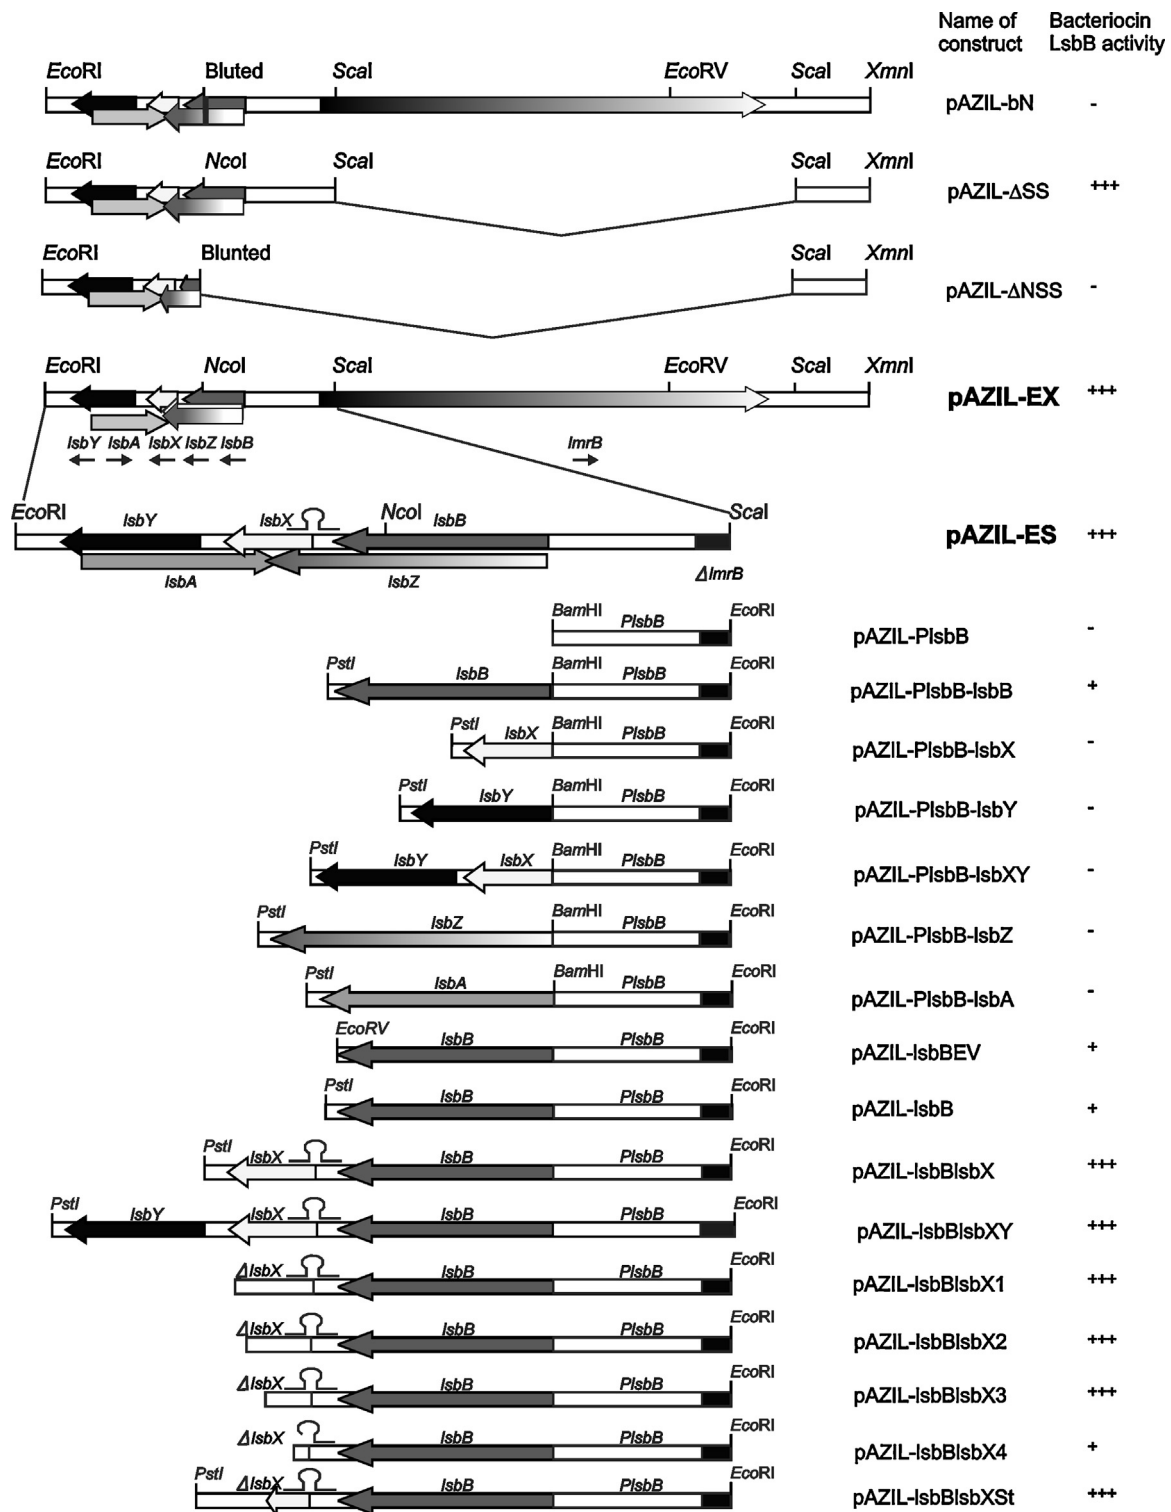 Name of Bacteriocin
construct LsbB activity
EcoRI Bluted ScaI EcoRV ScaI XmnI
pAZIL-bN -
EcoRI NcoI ScaI ScaI XmnI
pAZIL-ΔSS +++
EcoRI Blunted ScaI XmnI
pAZIL-ΔNSS -
EcoRI NcoI ScaI EcoRV ScaI XmnI
pAZIL-EX +++
lsbY lsbA lsbX lsbZ lsbB lmrB
EcoRI lsbY lsbX NcoI lsbB ScaI
pAZIL-ES +++
lsbA lsbZ ΔlmrB
BamHI PlsbB EcoRI
pAZIL-PlsbB -
PstI lsbB BamHI PlsbB EcoRI
pAZIL-PlsbB-lsbB +
PstI lsbX BamHI PlsbB EcoRI
pAZIL-PlsbB-lsbX -
PstI lsbY BamHI PlsbB EcoRI
pAZIL-PlsbB-lsbY -
PstI lsbY lsbX BamHI PlsbB EcoRI
pAZIL-PlsbB-lsbXY -
PstI lsbZ BamHI PlsbB EcoRI
pAZIL-PlsbB-lsbZ -
PstI lsbA BamHI PlsbB EcoRI
pAZIL-PlsbB-lsbA -
EcoRV lsbB PlsbB EcoRI
pAZIL-lsbBEV +
PstI lsbB PlsbB EcoRI
pAZIL-lsbB +
PstI lsbX lsbB PlsbB EcoRI
pAZIL-lsbBlsbX +++
PstI lsbY lsbX lsbB PlsbB EcoRI
pAZIL-lsbBlsbXY +++
ΔlsbX lsbB PlsbB EcoRI
pAZIL-lsbBlsbX1 +++
ΔlsbX lsbB PlsbB EcoRI
pAZIL-lsbBlsbX2 +++
ΔlsbX lsbB PlsbB EcoRI
pAZIL-lsbBlsbX3 +++
ΔlsbX lsbB PlsbB EcoRI
pAZIL-lsbBlsbX4 +
PstI ΔlsbX lsbB PlsbB EcoRI
pAZIL-lsbBlsbXSt +++